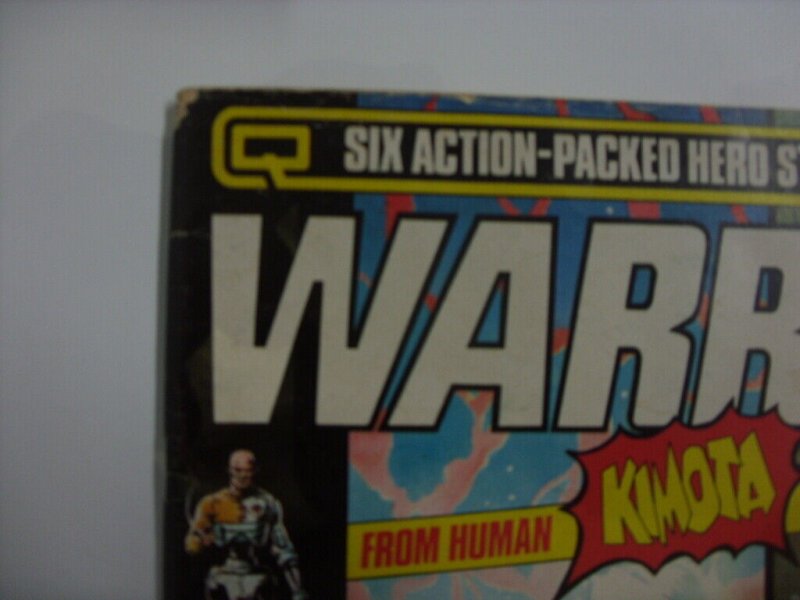 SIX ACTION-PACKED HERO
WARR
KIMOTA
FROM HUMAN